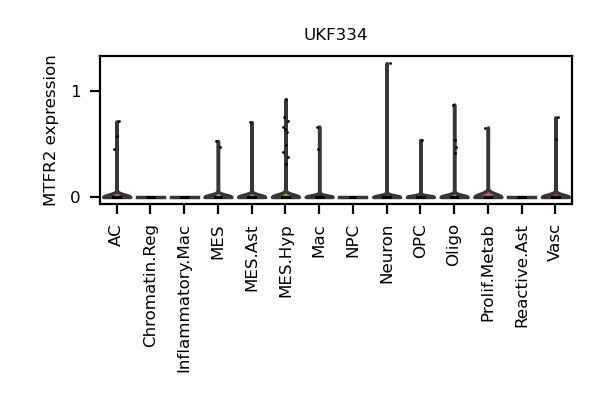 UKF334
MTFR2 expression
1
0
AC
Chromatin.Reg
Inflammatory.Mac
MES
MES.Ast
MES.Hyp
Mac
NPC
Neuron
OPC
Oligo
Prolif.Metab
Reactive.Ast
Vasc